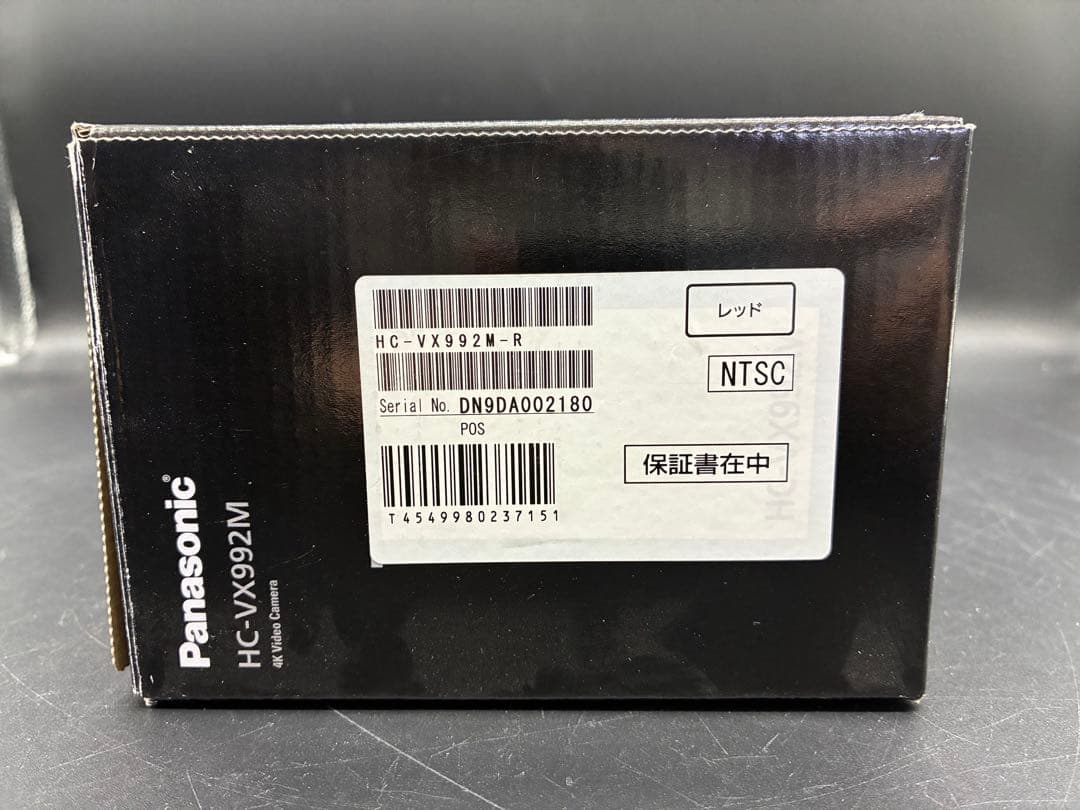 HC-VX992M-R
Serial No. DN9DA002180
POS
T4549980237151
レッド
NTSC
保証書在中
Panasonic®
HC-VX992M
4K Video Camera